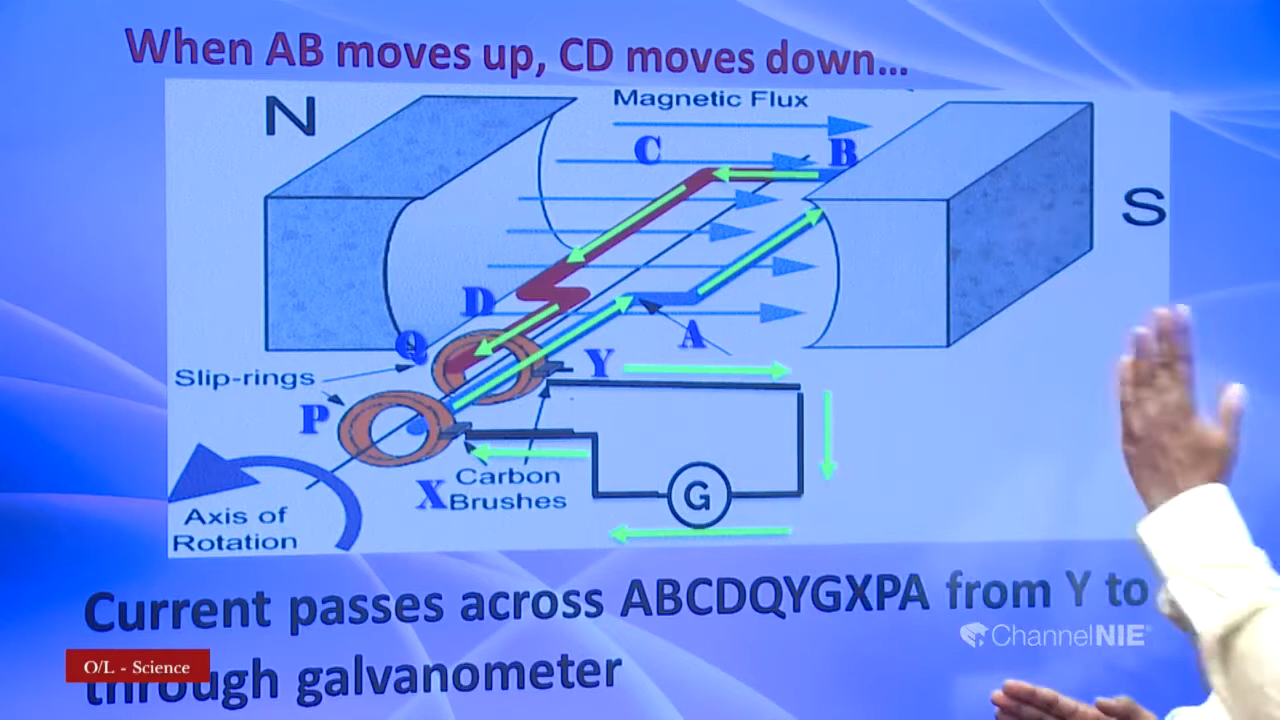 When AB moves up, CD moves down...
N
Magnetic Flux
C
B
S
D
A
Q
Y
Slip-rings
P
X
Carbon
Brushes
G
Axis of
Rotation
Current passes across ABCDQYGXPA from Y to
ChannelNIE
O/L - Science
through galvanometer